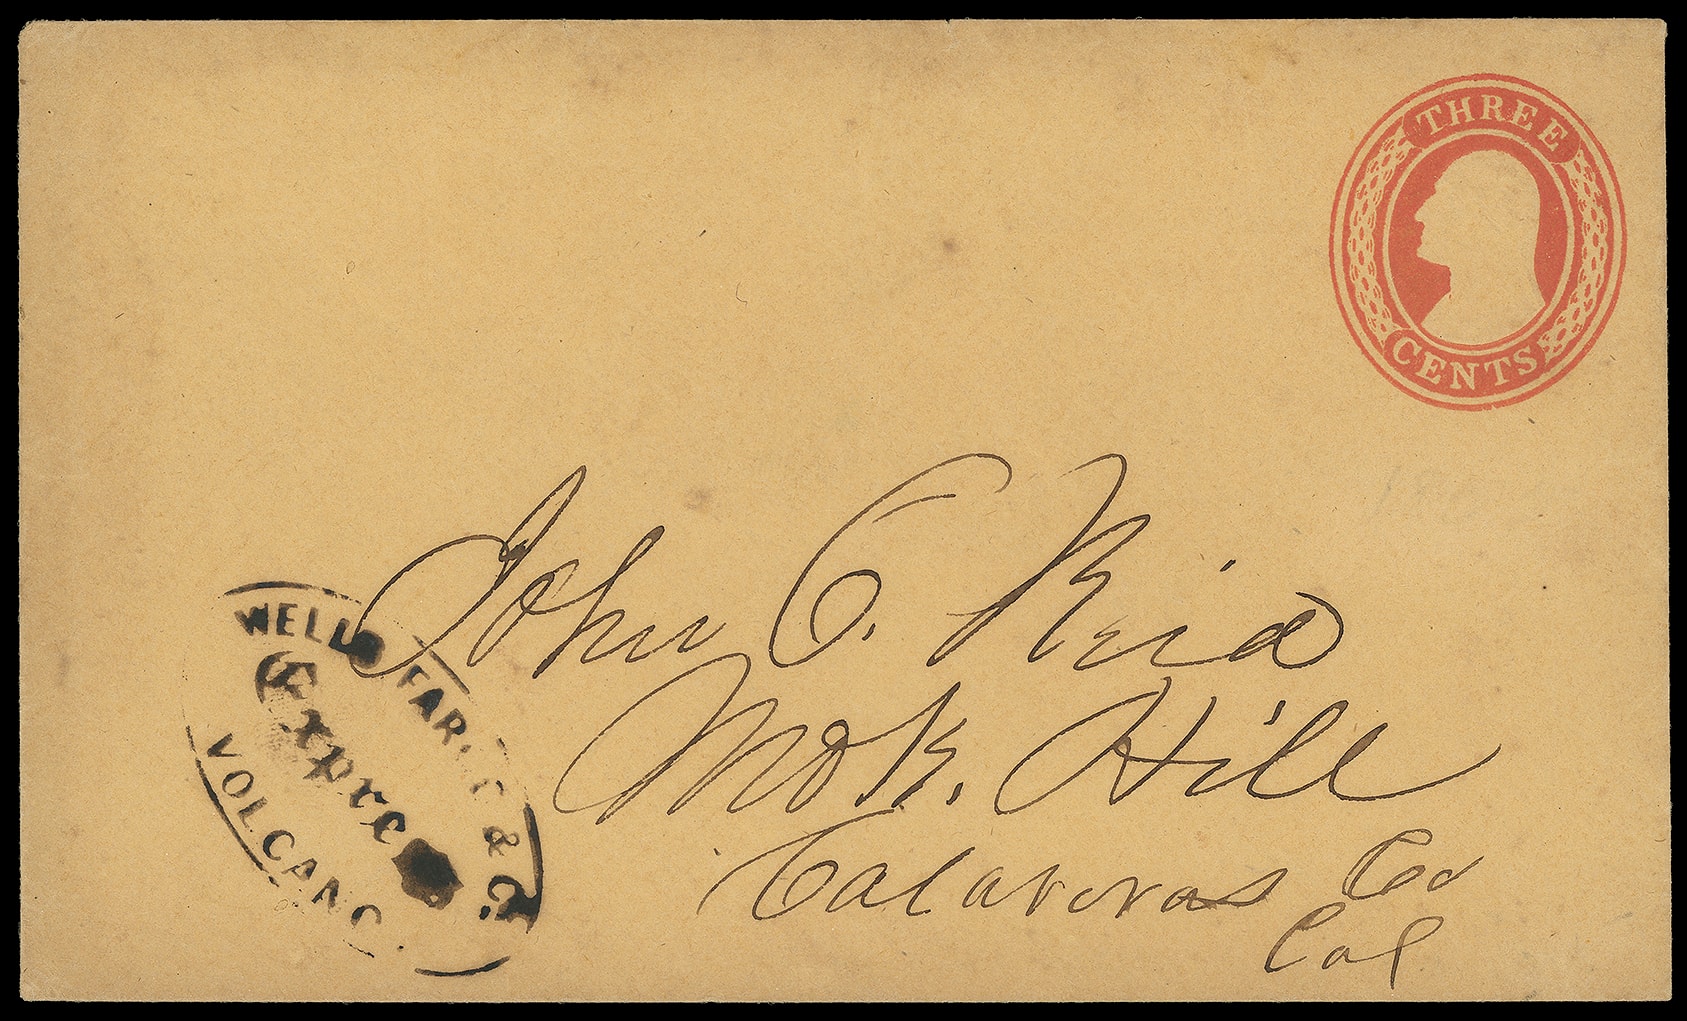 THREE
CENTS
John C. Reid
Mok. Hill
Calaveras Co
Cal
WELLS FARGO & CO.
Express
VOLCANO.